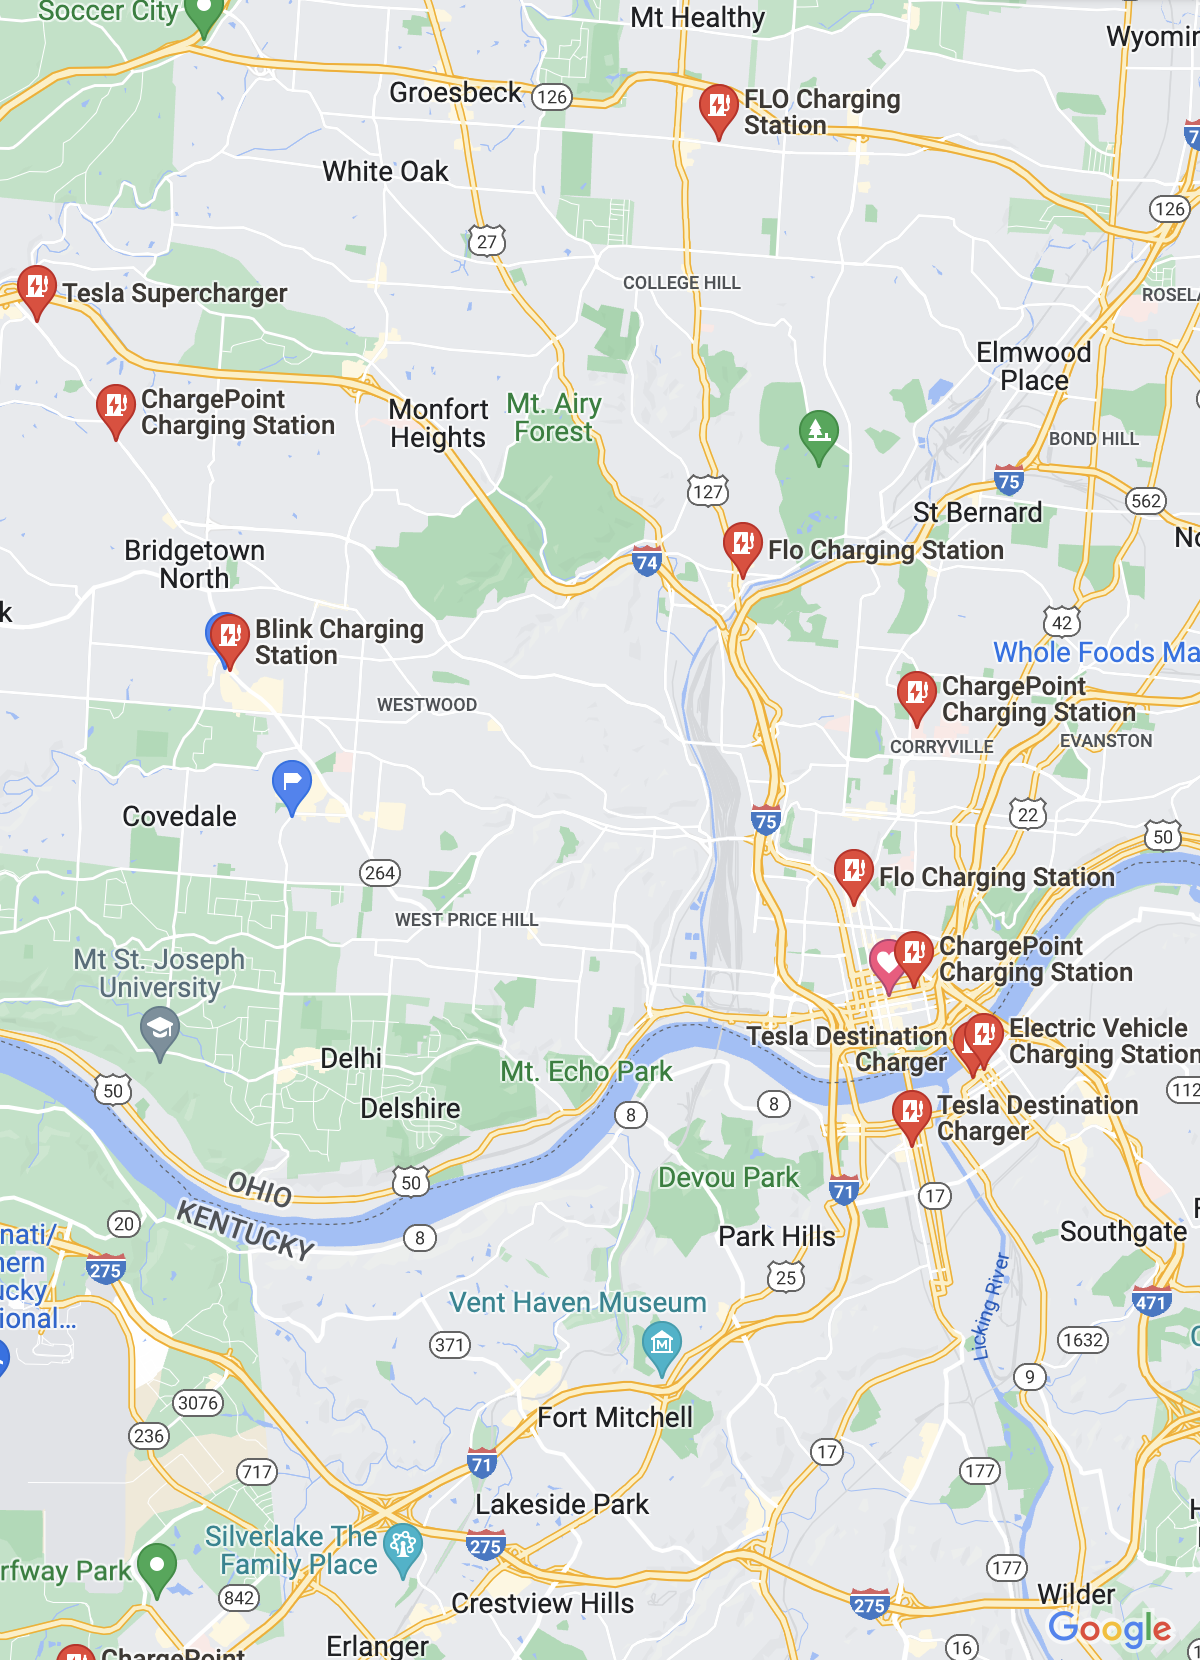 Soccer City
Mt Healthy
Groesbeck
126
FLO Charging
Station
White Oak
126
27
COLLEGE HILL
Tesla Supercharger
Elmwood
Place
ChargePoint
Charging Station
Monfort
Heights
Mt. Airy
Forest
BOND HILL
127
75
562
St Bernard
Bridgetown
North
74
Flo Charging Station
42
Blink Charging
Station
Whole Foods Ma
ChargePoint
Charging Station
WESTWOOD
CORRYVILLE
EVANSTON
Covedale
75
22
50
264
Flo Charging Station
WEST PRICE HILL
Mt St. Joseph
University
ChargePoint
Charging Station
Tesla Destination
Charger
Electric Vehicle
Charging Station
Delhi
Mt. Echo Park
50
112
Delshire
8
8
Tesla Destination
Charger
OHIO
50
Devou Park
71
17
KENTUCKY
20
8
Park Hills
Southgate
nati/
nern
ucky
ional...
275
25
Licking River
471
Vent Haven Museum
371
1632
3076
9
236
Fort Mitchell
71
17
717
177
Lakeside Park
Silverlake The
Family Place
275
rfway Park
177
842
Crestview Hills
275
Wilder
Google
Erlanger
16
ChargePoint